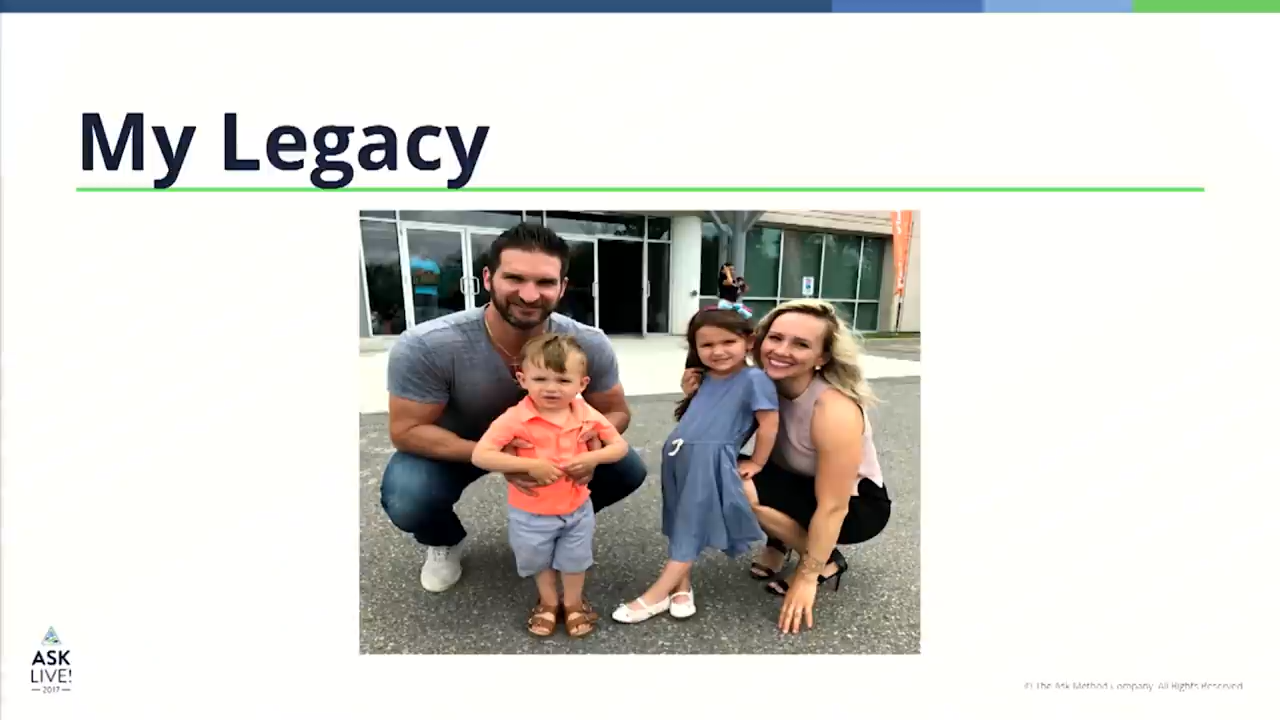 My Legacy
ASK
LIVE!
2017
© The Ask Method Company. All Rights Reserved.